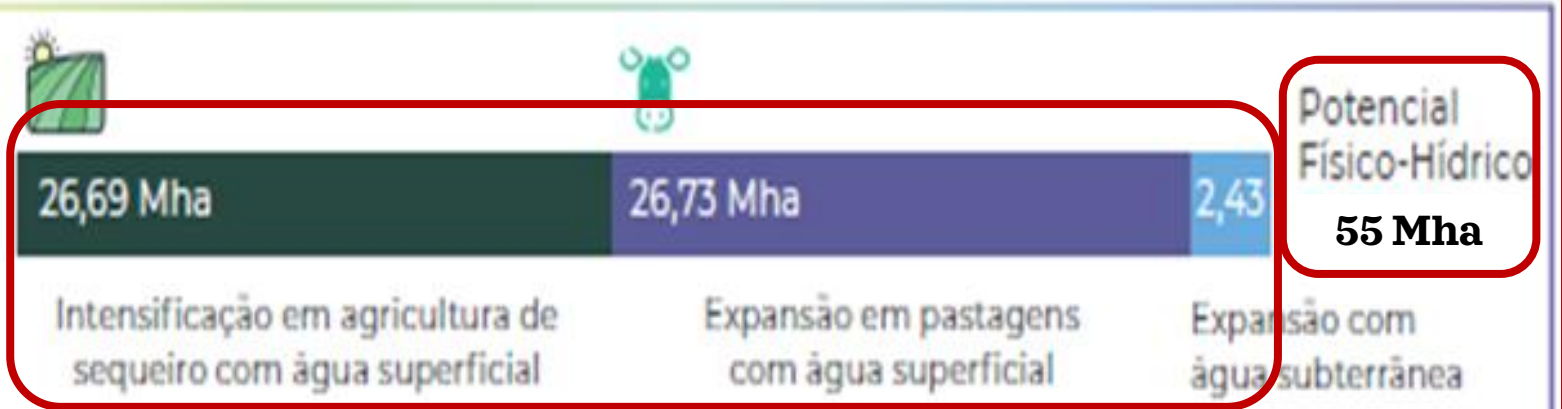 26,69 Mha
26,73 Mha
2,43
Potencial
Físico-Hídrico
55 Mha
Intensificação em agricultura de
sequeiro com água superficial
Expansão em pastagens
com água superficial
Expansão com
água subterrânea